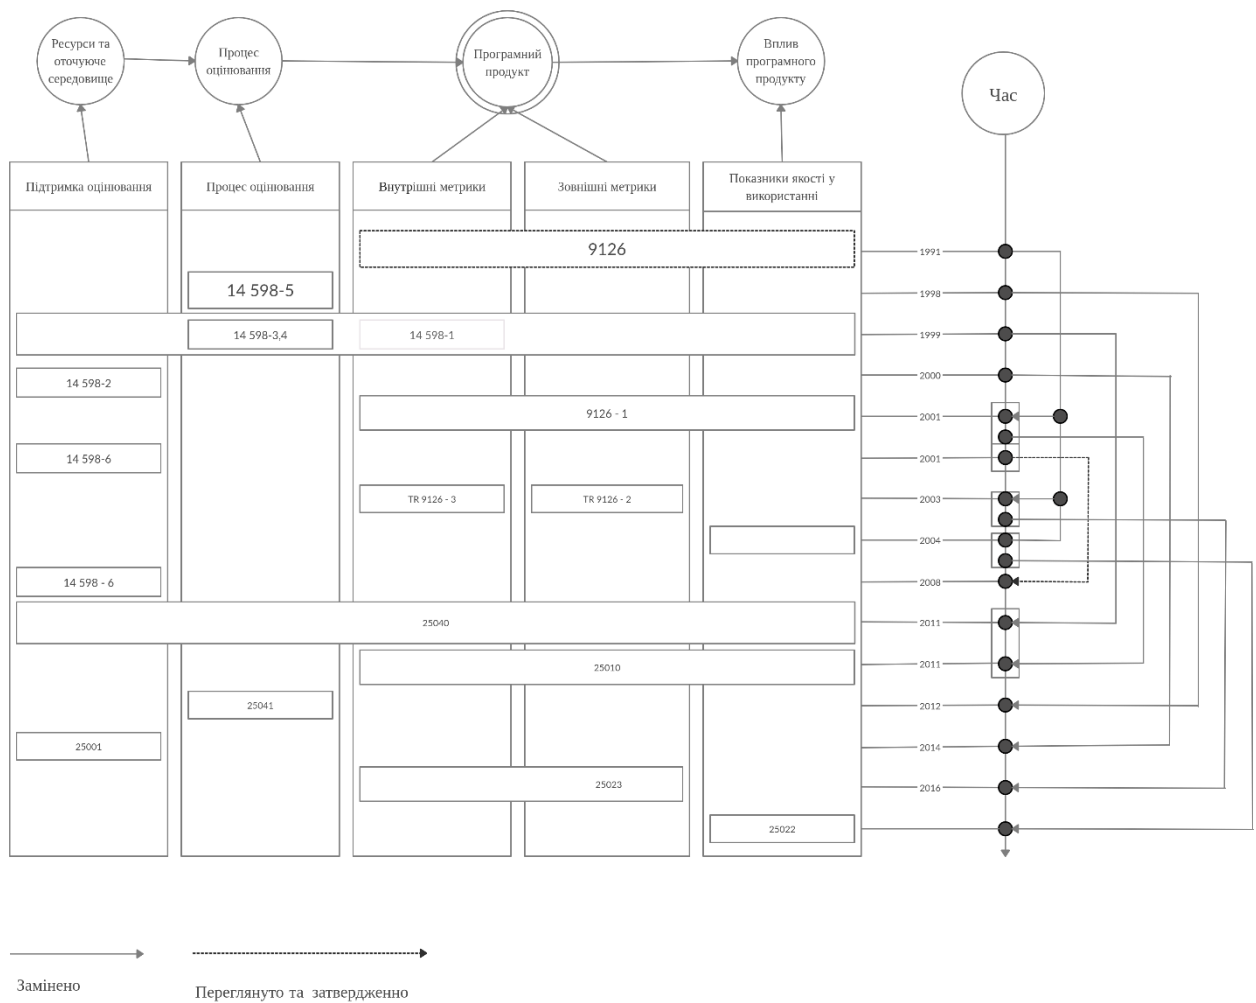 Ресурси та
оточуюче
середовище
Процес
оцінювання
Програмний
продукт
Вплив
програмного
продукту
Час
Підтримка оцінювання
Процес оцінювання
Внутрішні метрики
Зовнішні метрики
Показники якості у
використанні
9126
1991
14 598-5
1998
14 598-3,4
14 598-1
1999
14 598-2
2000
9126 - 1
2001
14 598-6
2001
TR 9126 - 3
TR 9126 - 2
2003
2004
14 598 - 6
2008
25040
2011
25010
2011
25041
2012
25001
2014
25023
2016
25022
Замінено
Переглянуто та затвердженно